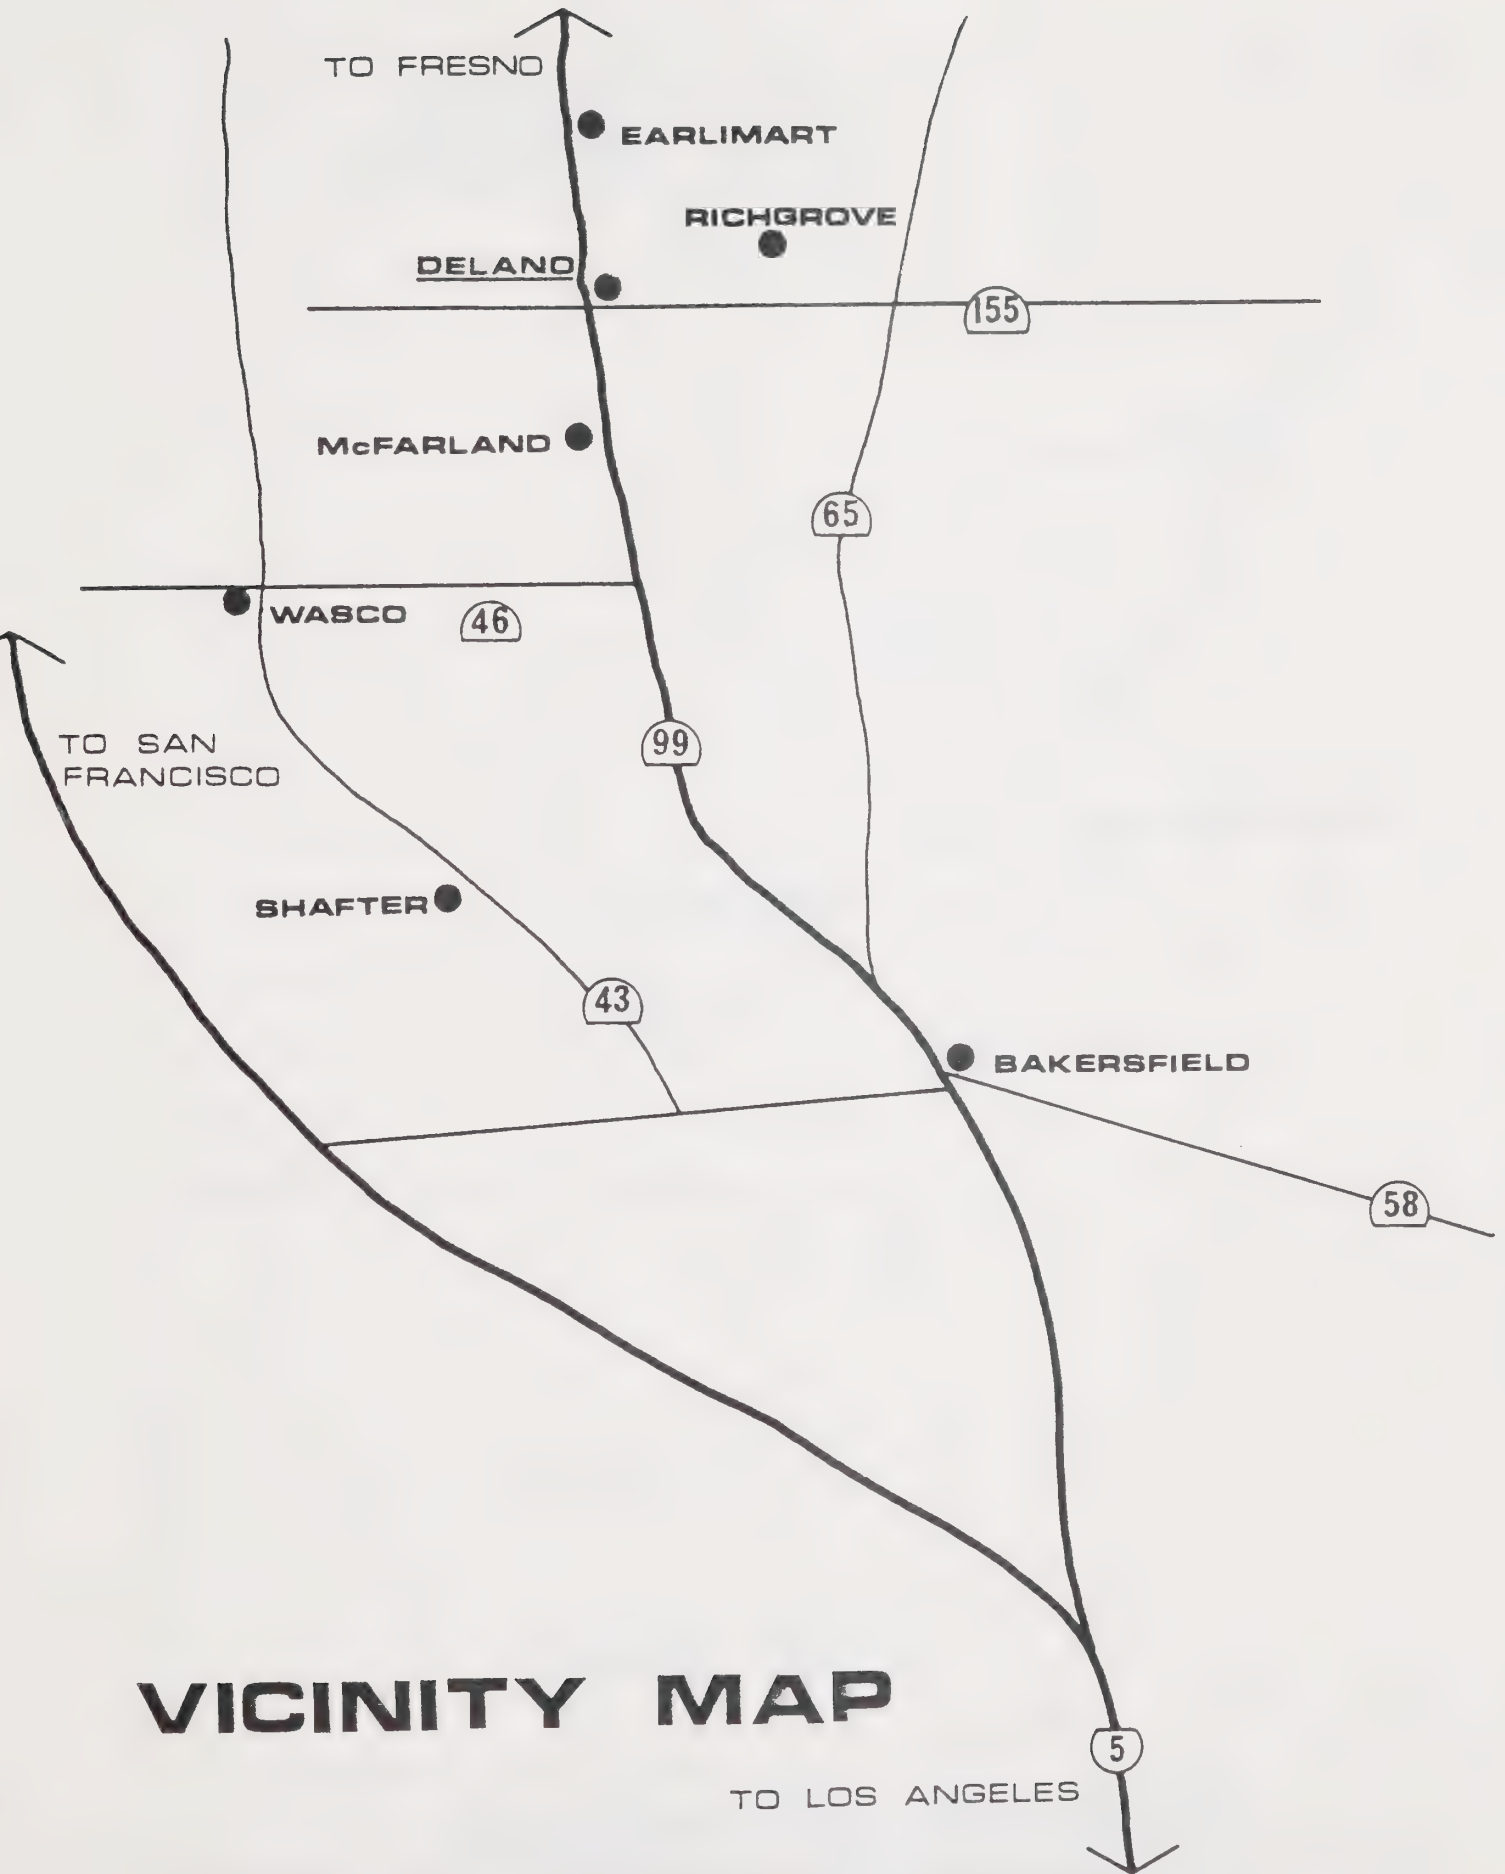 TO FRESNO
EARLIMART
RICHGROVE
DELANO
155
McFARLAND
65
WASCO
46
TO SAN
FRANCISCO
99
SHAFTER
43
BAKERSFIELD
58
VICINITY MAP
5
TO LOS ANGELES